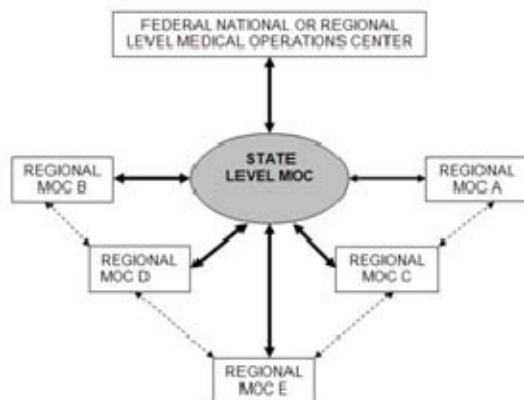 FEDERAL NATIONAL OR REGIONAL
LEVEL MEDICAL OPERATIONS CENTER
STATE
LEVEL MOC
REGIONAL
MOC B
REGIONAL
MOC A
REGIONAL
MOC D
REGIONAL
MOC C
REGIONAL
MOC E